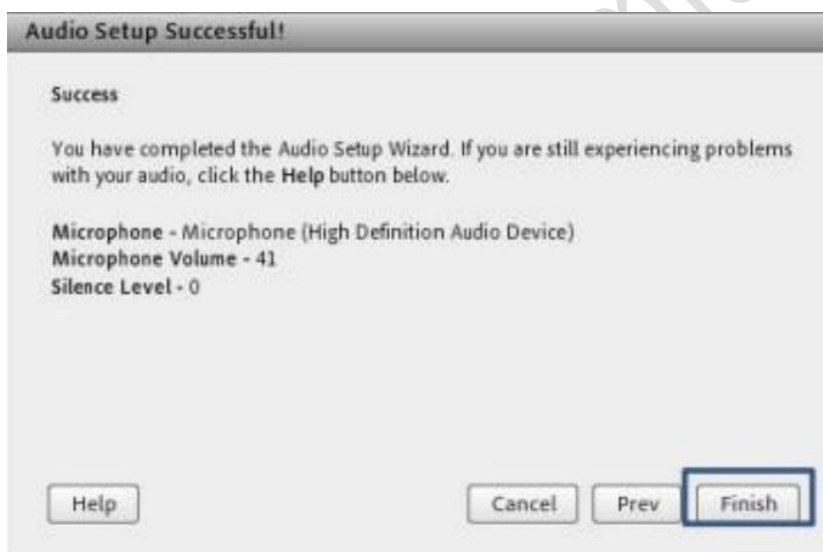 Audio Setup Successful!
Success
You have completed the Audio Setup Wizard. If you are still experiencing problems
with your audio, click the Help button below.
Microphone - Microphone (High Definition Audio Device)
Microphone Volume - 41
Silence Level - 0
Help
Cancel
Prev
Finish